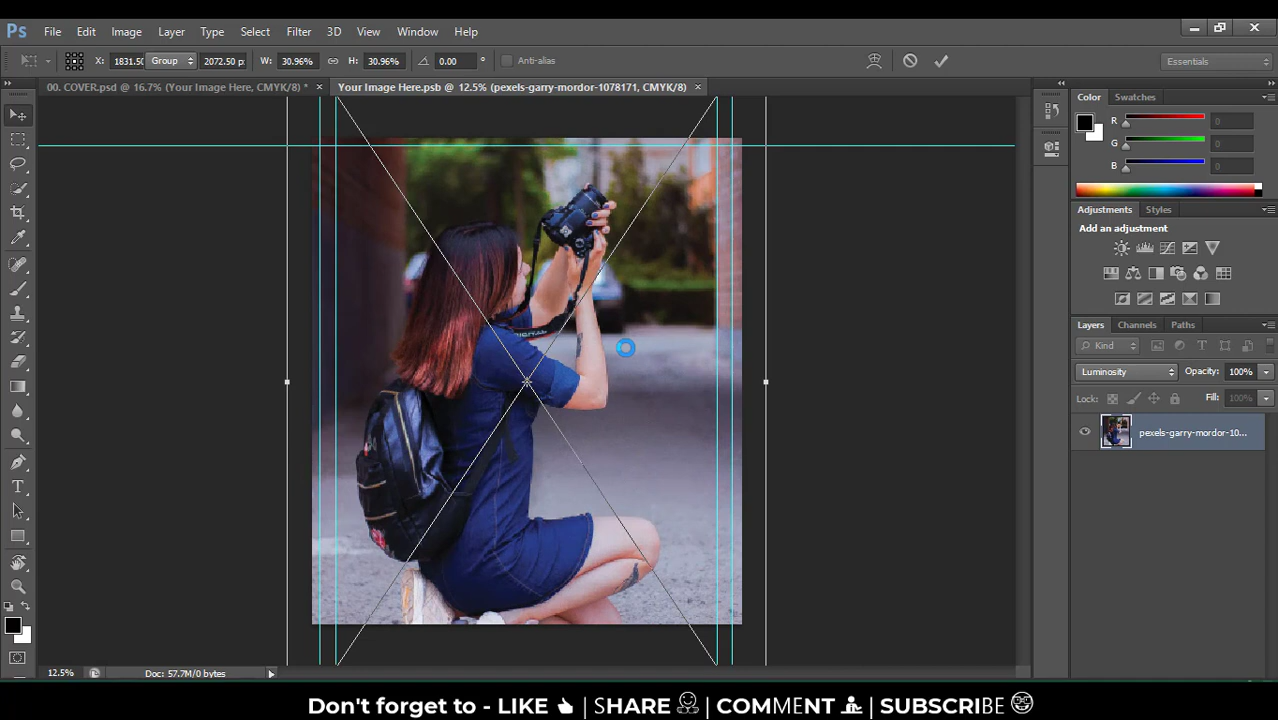 Ps File Edit Image Layer Type Select Filter 3D View Window Help
X: 1831.50 Group 2072.50 p: W: 30.96% H: 30.96% 0.00 ° Anti-alias Essentials
00. COVER.psd @ 16.7% (Your Image Here, CMYK/8) * × Your Image Here.psb @ 12.5% (pexels-garry-mordor-1078171, CMYK/8) ×
Color Swatches
R 0
G 0
B 0
Adjustments Styles
Add an adjustment
Layers Channels Paths
Kind
Luminosity Opacity: 100%
Lock: Fill: 100%
pexels-garry-mordor-10...
DIGITAL
12.5% Doc: 57.7M/0 bytes
Don't forget to - LIKE | SHARE | COMMENT | SUBSCRIBE